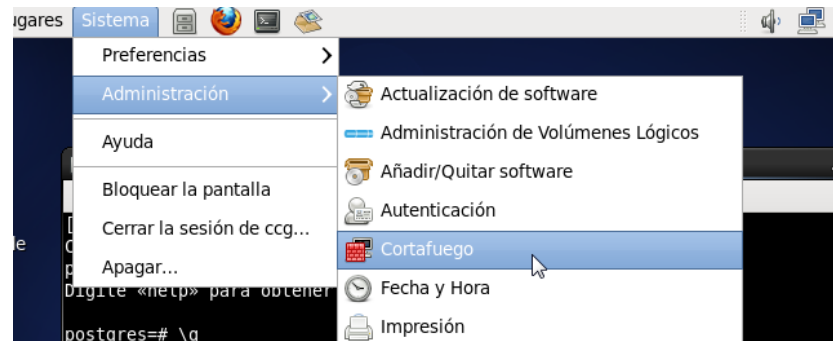 ugares Sistema
Preferencias
Administración
Ayuda
Bloquear la pantalla
Cerrar la sesión de ccg...
Apagar...
Actualización de software
Administración de Volúmenes Lógicos
Añadir/Quitar software
Autenticación
Cortafuego
Fecha y Hora
Impresión
de
Digite «help» para obtener
postgres=# \q